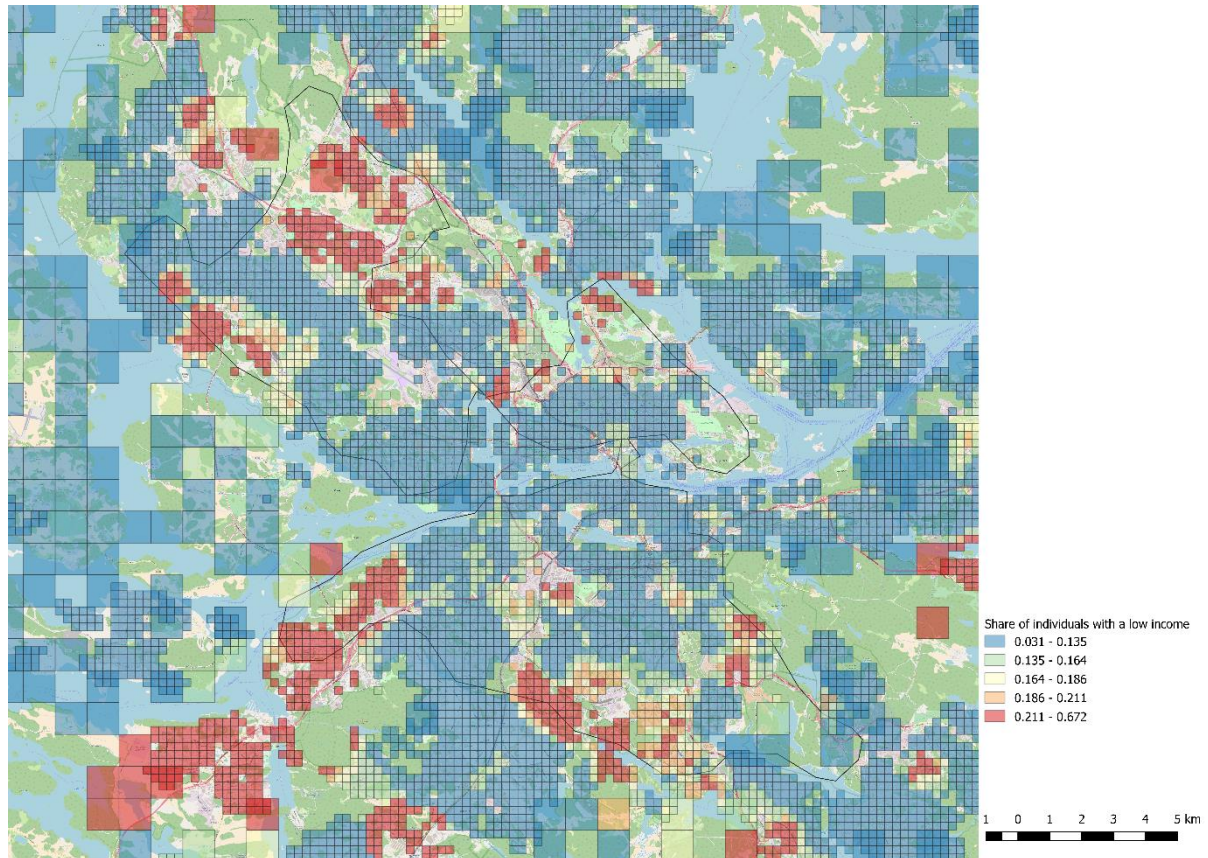 Share of individuals with a low income
0.031 - 0.135
0.135 - 0.164
0.164 - 0.186
0.186 - 0.211
0.211 - 0.672
1 0 1 2 3 4 5 km